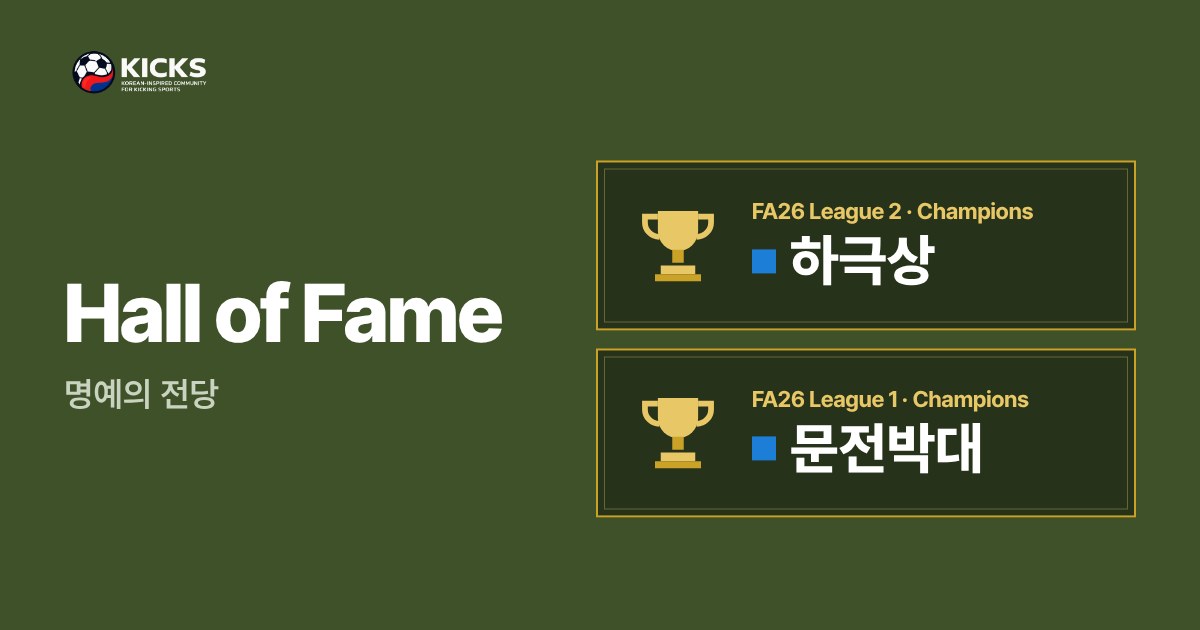 KICKS
KOREAN-INSPIRED COMMUNITY
FOR KICKING SPORTS
Hall of Fame
명예의 전당
FA26 League 2 · Champions
하극상
FA26 League 1 · Champions
문전박대